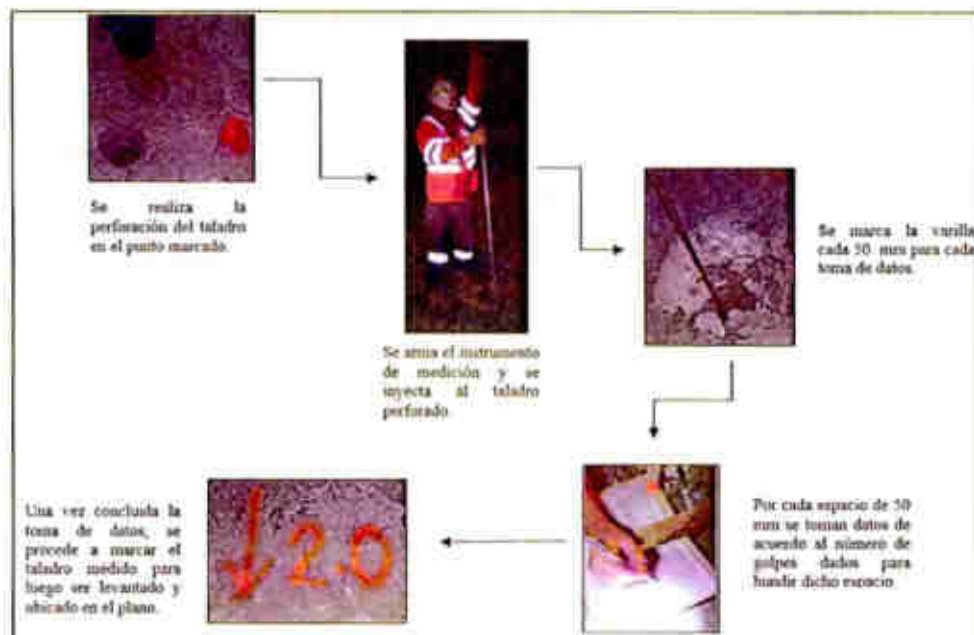 Se realiza la
perforación del taladro
en el punto marcado.
Se arma el instrumento
de medición y se
inyecta al taladro
perforado.
Se marca la varilla
cada 50 mm para cada
toma de datos.
Por cada espacio de 50
mm se toman datos de
acuerdo al número de
golpes dados para
hundir dicho espacio
Una vez concluida la
toma de datos, se
procede a marcar el
taladro medido para
luego ser levantado y
ubicado en el plano.
2.0